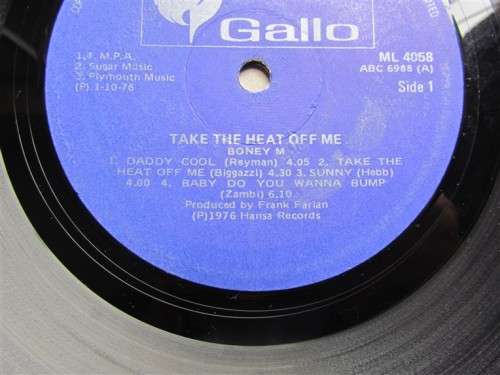 Gallo
1,4 M.P.A.
2. Sugar Music
3. Plymouth Music
(P) 1-10-76
ML 4058
ABC 6988 (A)
Side 1
TAKE THE HEAT OFF ME
BONEY M
1. DADDY COOL (Reyman) 4.05 2. TAKE THE
HEAT OFF ME (Biggazzi) 4.30 3. SUNNY (Hebb)
4.00 4. BABY DO YOU WANNA BUMP
(Zambi) 6.10
Produced by Frank Farian
(P)1976 Hansa Records